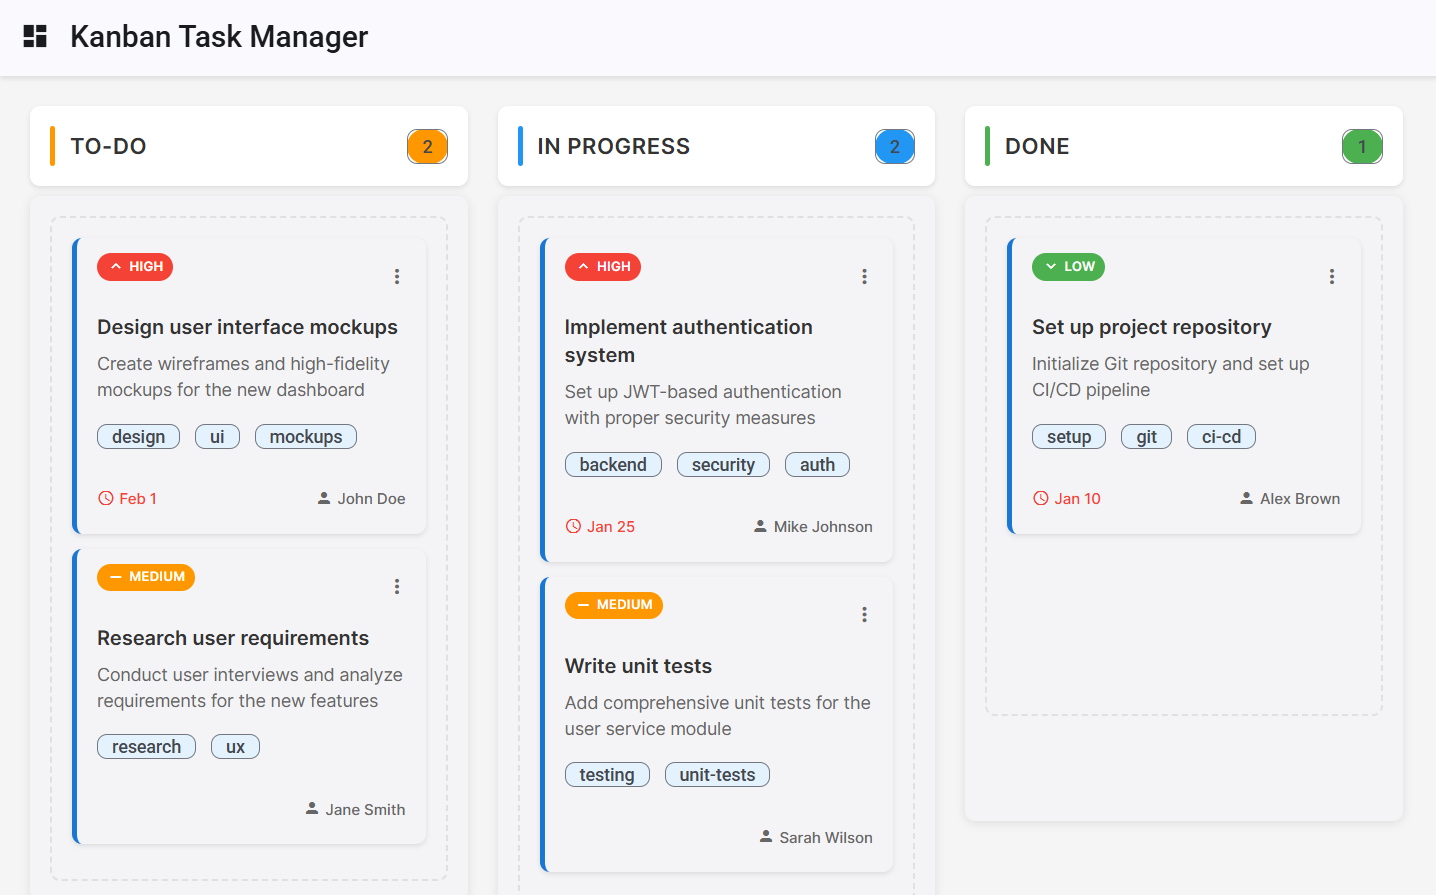 Kanban Task Manager
TO-DO
2
HIGH
Design user interface mockups
Create wireframes and high-fidelity
mockups for the new dashboard
design ui mockups
Feb 1 John Doe
MEDIUM
Research user requirements
Conduct user interviews and analyze
requirements for the new features
research ux
Jane Smith
IN PROGRESS
2
HIGH
Implement authentication
system
Set up JWT-based authentication
with proper security measures
backend security auth
Jan 25 Mike Johnson
MEDIUM
Write unit tests
Add comprehensive unit tests for the
user service module
testing unit-tests
Sarah Wilson
DONE
1
LOW
Set up project repository
Initialize Git repository and set up
CI/CD pipeline
setup git ci-cd
Jan 10 Alex Brown